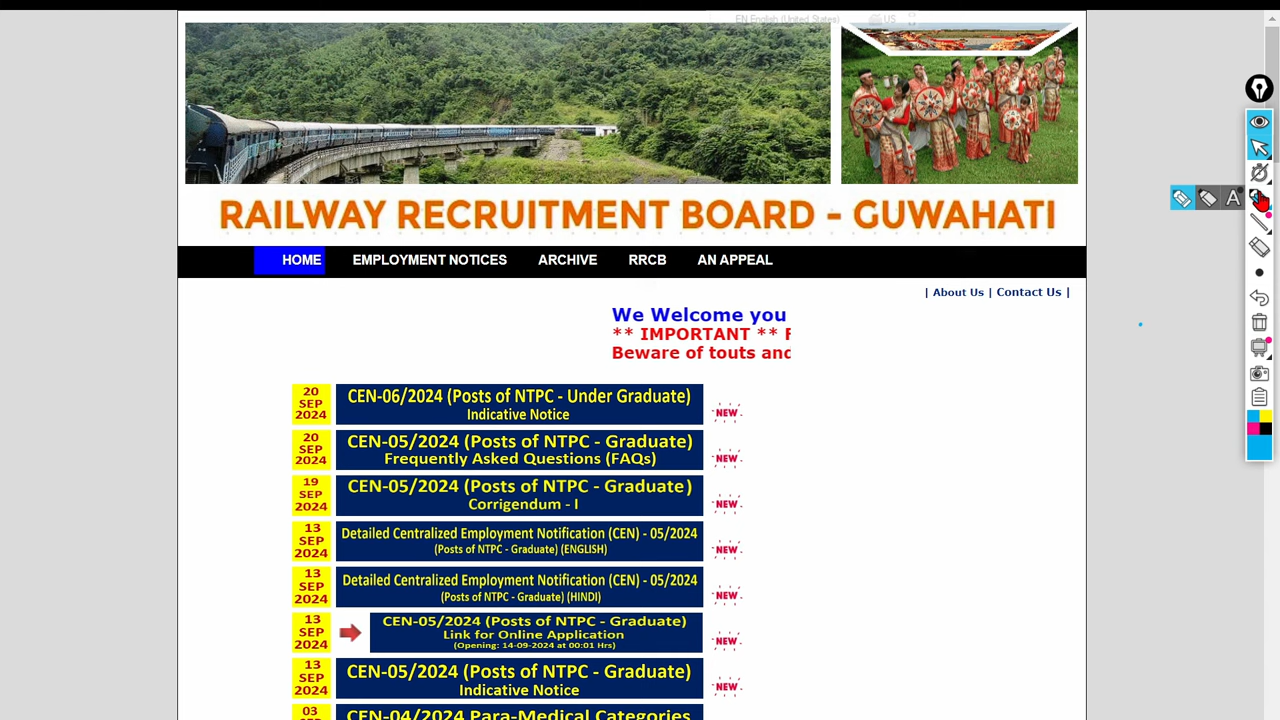 EN English (United States) US
RAILWAY RECRUITMENT BOARD - GUWAHATI
HOME EMPLOYMENT NOTICES ARCHIVE RRCB AN APPEAL
| About Us | Contact Us |
We Welcome you
** IMPORTANT **
Beware of touts and
20 SEP 2024
CEN-06/2024 (Posts of NTPC - Under Graduate)
Indicative Notice
NEW
20 SEP 2024
CEN-05/2024 (Posts of NTPC - Graduate)
Frequently Asked Questions (FAQs)
NEW
19 SEP 2024
CEN-05/2024 (Posts of NTPC - Graduate)
Corrigendum - I
NEW
13 SEP 2024
Detailed Centralized Employment Notification (CEN) - 05/2024
(Posts of NTPC - Graduate) (ENGLISH)
NEW
13 SEP 2024
Detailed Centralized Employment Notification (CEN) - 05/2024
(Posts of NTPC - Graduate) (HINDI)
NEW
13 SEP 2024
CEN-05/2024 (Posts of NTPC - Graduate)
Link for Online Application
(Opening: 14-09-2024 at 00:01 Hrs)
NEW
13 SEP 2024
CEN-05/2024 (Posts of NTPC - Graduate)
Indicative Notice
NEW
03
CEN-04/2024 Para-Medical Categories
A